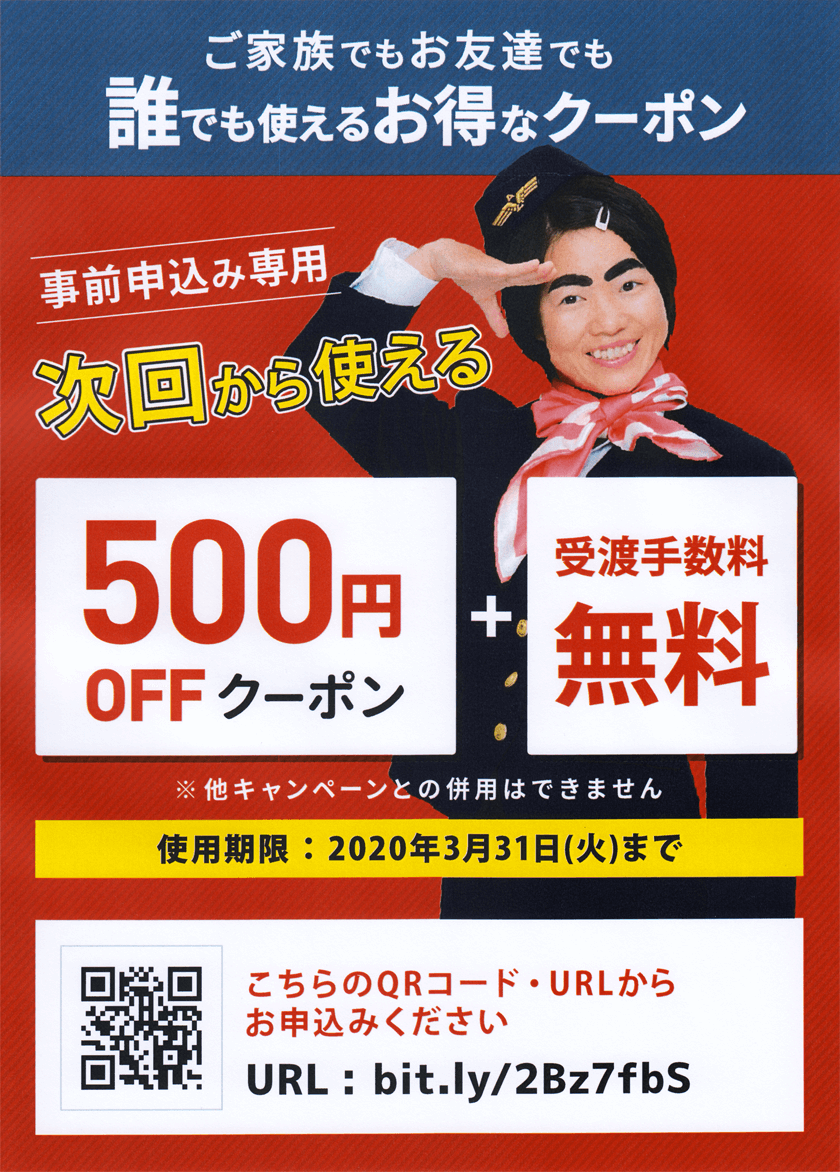 ご家族でもお友達でも
誰でも使えるお得なクーポン
事前申込み専用
次回から使える
500円
OFFクーポン
+
受渡手数料
無料
※他キャンペーンとの併用はできません
使用期限：2020年3月31日(火)まで
こちらのQRコード・URLから
お申込みください
URL：bit.ly/2Bz7fbS